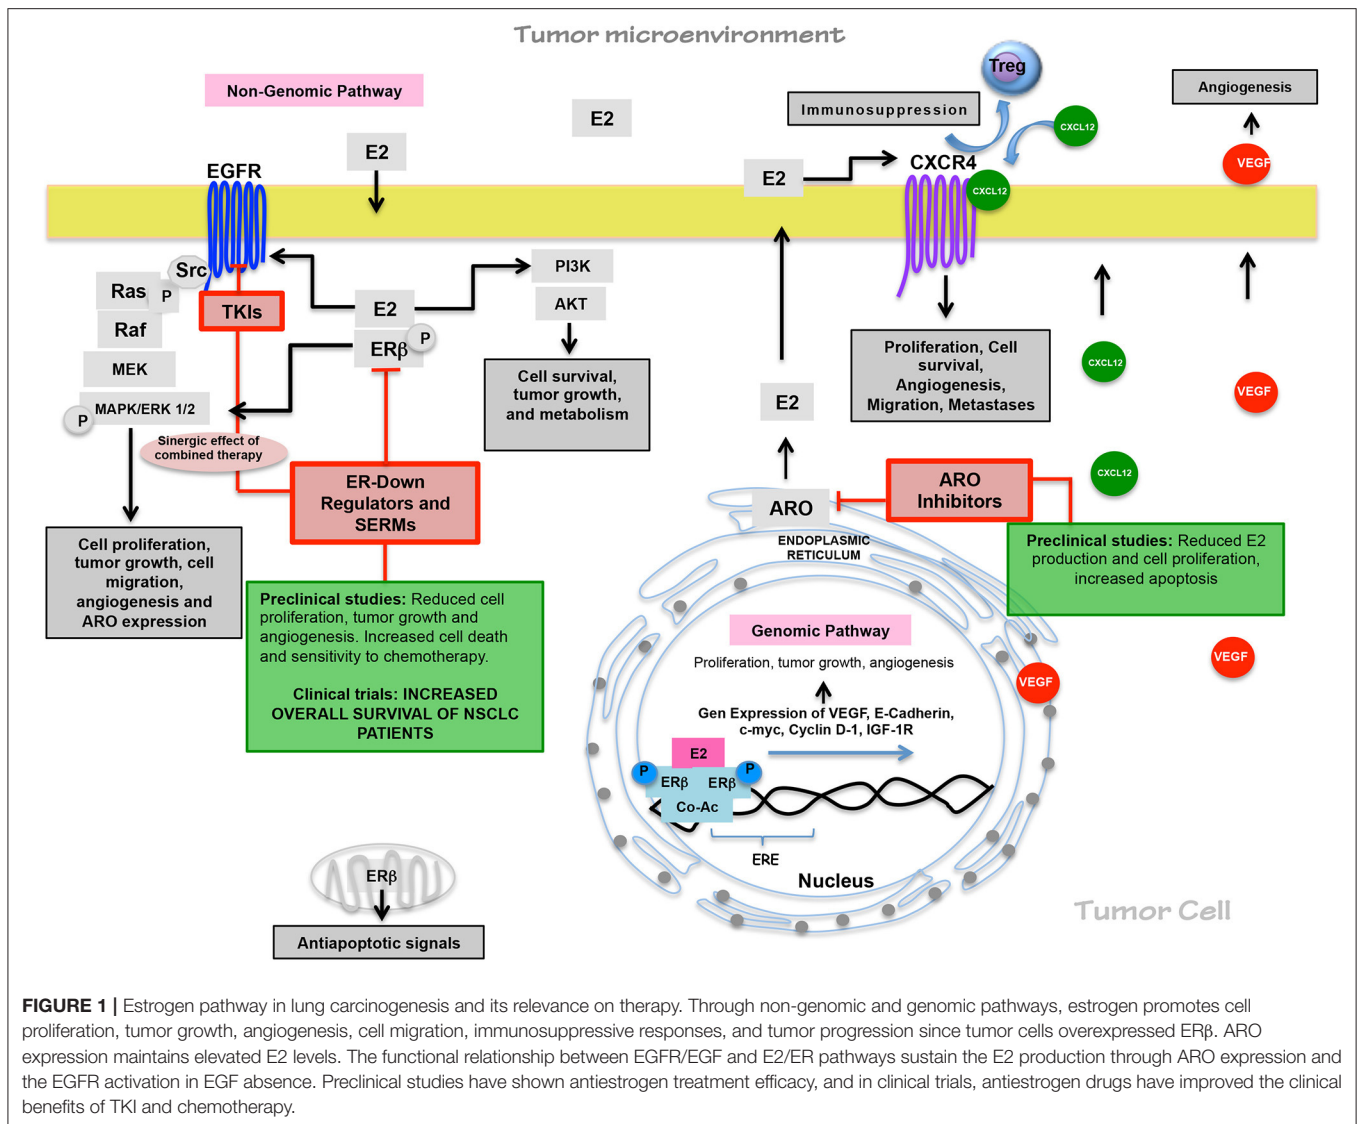 Tumor microenvironment
Non-Genomic Pathway
E2
E2
Immunosuppression
Treg
CXCL12
Angiogenesis
VEGF
EGFR
E2
CXCR4
CXCL12
Src
Ras
P
Raf
MEK
MAPK/ERK 1/2
P
TKIs
E2
ERβ
P
PI3K
AKT
Cell survival,
tumor growth,
and metabolism
Sinergic effect of
combined therapy
ER-Down
Regulators and
SERMs
Cell proliferation,
tumor growth, cell
migration,
angiogenesis and
ARO expression
Preclinical studies: Reduced cell
proliferation, tumor growth and
angiogenesis. Increased cell death
and sensitivity to chemotherapy.
Clinical trials: INCREASED
OVERALL SURVIVAL OF NSCLC
PATIENTS
Proliferation, Cell
survival,
Angiogenesis,
Migration, Metastases
CXCL12
VEGF
E2
CXCL12
ARO
ARO
Inhibitors
ENDOPLASMIC
RETICULUM
Preclinical studies: Reduced E2
production and cell proliferation,
increased apoptosis
Genomic Pathway
Proliferation, tumor growth, angiogenesis
VEGF
VEGF
Gen Expression of VEGF, E-Cadherin,
c-myc, Cyclin D-1, IGF-1R
E2
P
P
ERβ
ERβ
Co-Ac
ERE
Nucleus
ERβ
Antiapoptotic signals
Tumor Cell
FIGURE 1 | Estrogen pathway in lung carcinogenesis and its relevance on therapy. Through non-genomic and genomic pathways, estrogen promotes cell
proliferation, tumor growth, angiogenesis, cell migration, immunosuppressive responses, and tumor progression since tumor cells overexpressed ERβ. ARO
expression maintains elevated E2 levels. The functional relationship between EGFR/EGF and E2/ER pathways sustain the E2 production through ARO expression and
the EGFR activation in EGF absence. Preclinical studies have shown antiestrogen treatment efficacy, and in clinical trials, antiestrogen drugs have improved the clinical
benefits of TKI and chemotherapy.